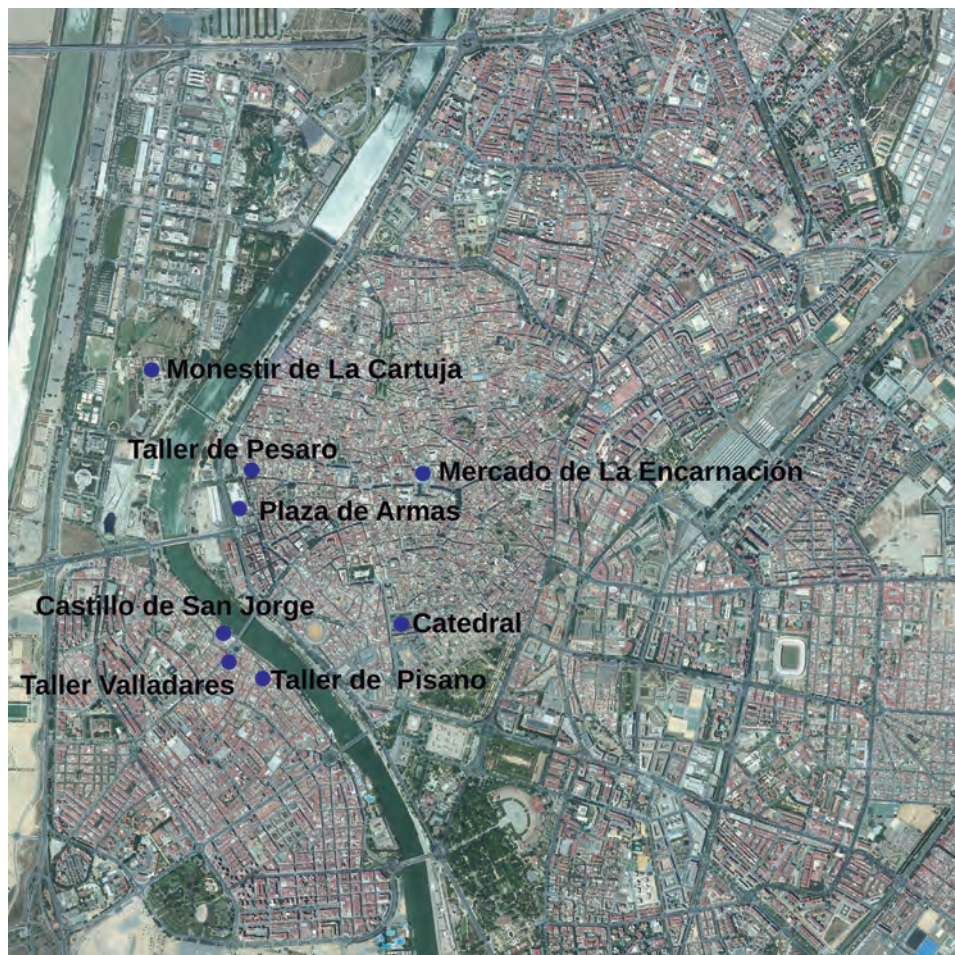 Monestir de La Cartuja
Taller de Pesaro
Mercado de La Encarnación
Plaza de Armas
Castillo de San Jorge
Catedral
Taller Valladares
Taller de Pisano